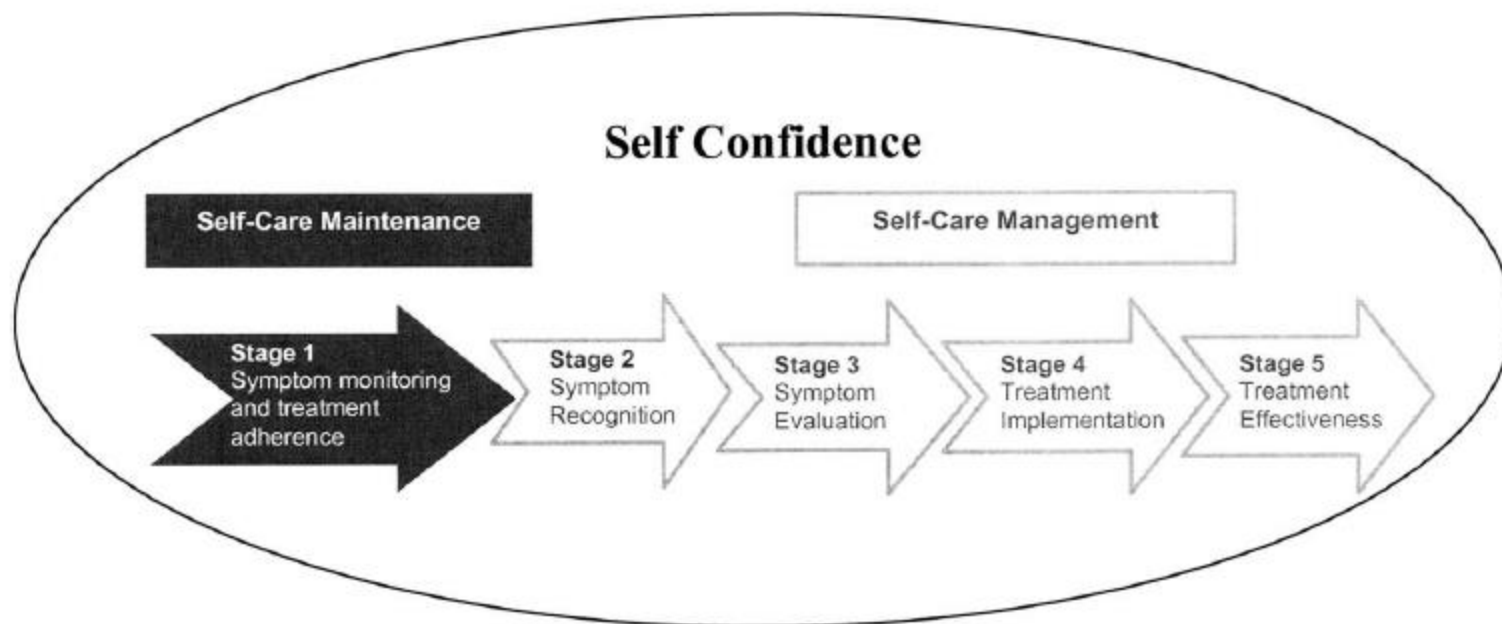 Self Confidence
Self-Care Maintenance
Self-Care Management
Stage 1
Symptom monitoring
and treatment
adherence
Stage 2
Symptom
Recognition
Stage 3
Symptom
Evaluation
Stage 4
Treatment
Implementation
Stage 5
Treatment
Effectiveness